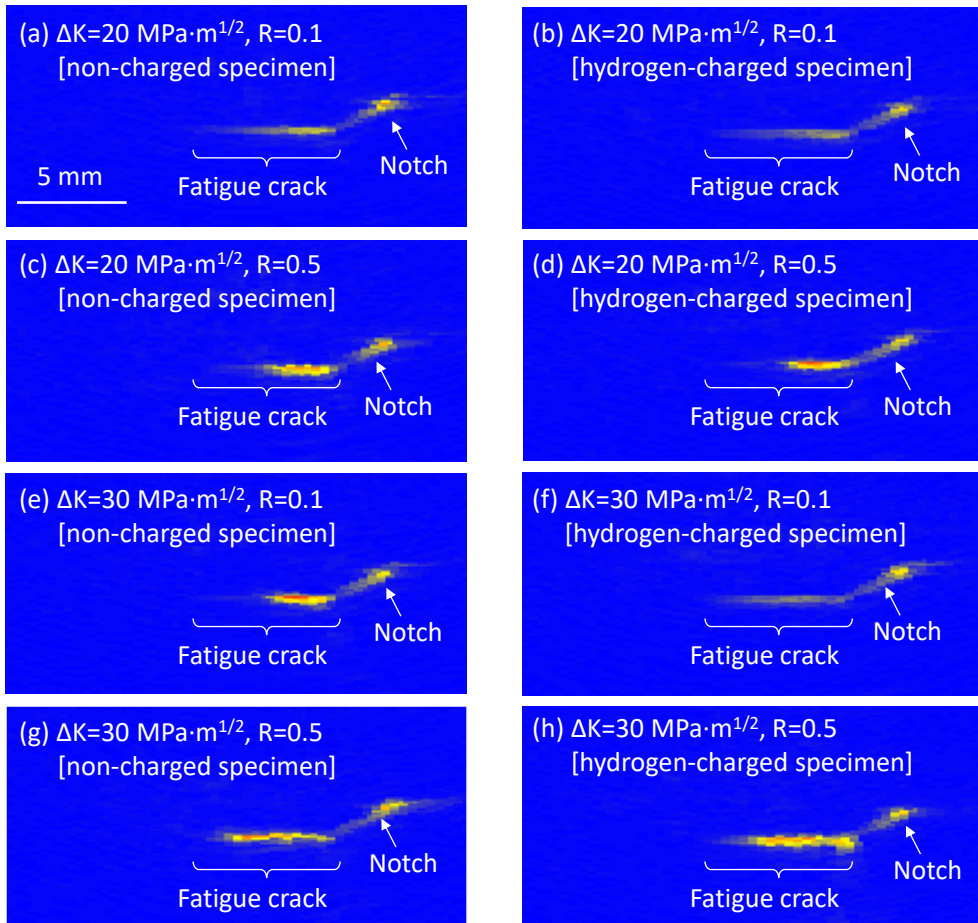 (a) ΔK=20 MPa·m1/2, R=0.1
[non-charged specimen]
Notch
5 mm
Fatigue crack
(b) ΔK=20 MPa·m1/2, R=0.1
[hydrogen-charged specimen]
Notch
Fatigue crack
(c) ΔK=20 MPa·m1/2, R=0.5
[non-charged specimen]
Notch
Fatigue crack
(d) ΔK=20 MPa·m1/2, R=0.5
[hydrogen-charged specimen]
Notch
Fatigue crack
(e) ΔK=30 MPa·m1/2, R=0.1
[non-charged specimen]
Notch
Fatigue crack
(f) ΔK=30 MPa·m1/2, R=0.1
[hydrogen-charged specimen]
Notch
Fatigue crack
(g) ΔK=30 MPa·m1/2, R=0.5
[non-charged specimen]
Notch
Fatigue crack
(h) ΔK=30 MPa·m1/2, R=0.5
[hydrogen-charged specimen]
Notch
Fatigue crack